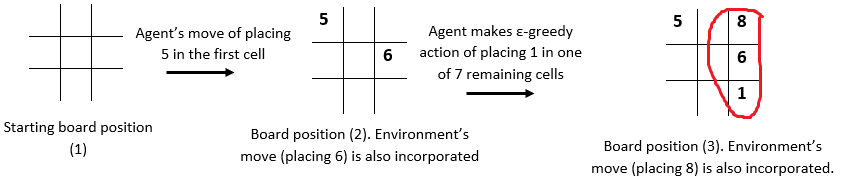 Starting board position
(1)
Agent's move of placing
5 in the first cell
5
6
Board position (2). Environment's
move (placing 6) is also incorporated
Agent makes ε-greedy
action of placing 1 in one
of 7 remaining cells
5 8
6
1
Board position (3). Environment's
move (placing 8) is also incorporated.